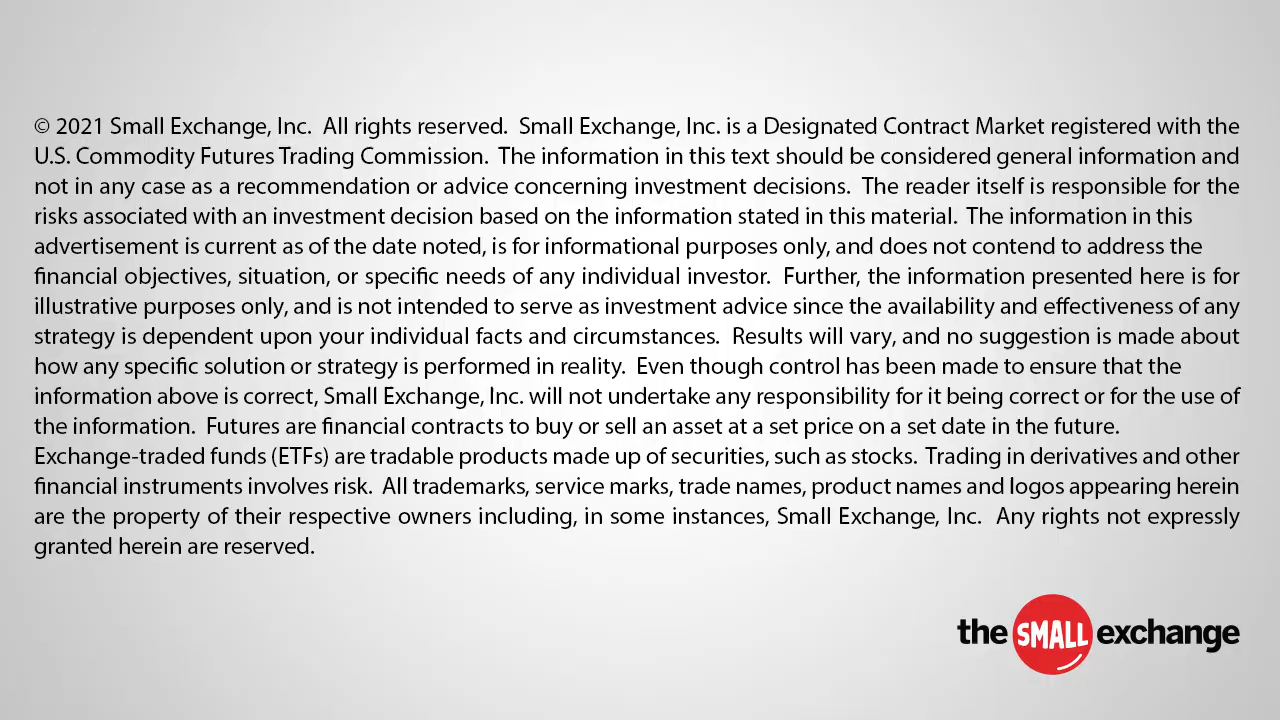 © 2021 Small Exchange, Inc.  All rights reserved.  Small Exchange, Inc. is a Designated Contract Market registered with the
U.S. Commodity Futures Trading Commission.  The information in this text should be considered general information and
not in any case as a recommendation or advice concerning investment decisions.  The reader itself is responsible for the
risks associated with an investment decision based on the information stated in this material.  The information in this
advertisement is current as of the date noted, is for informational purposes only, and does not contend to address the
financial objectives, situation, or specific needs of any individual investor.  Further, the information presented here is for
illustrative purposes only, and is not intended to serve as investment advice since the availability and effectiveness of any
strategy is dependent upon your individual facts and circumstances.  Results will vary, and no suggestion is made about
how any specific solution or strategy is performed in reality.  Even though control has been made to ensure that the
information above is correct, Small Exchange, Inc. will not undertake any responsibility for it being correct or for the use of
the information.  Futures are financial contracts to buy or sell an asset at a set price on a set date in the future.
Exchange-traded funds (ETFs) are tradable products made up of securities, such as stocks.  Trading in derivatives and other
financial instruments involves risk.  All trademarks, service marks, trade names, product names and logos appearing herein
are the property of their respective owners including, in some instances, Small Exchange, Inc.  Any rights not expressly
granted herein are reserved.
the SMALL exchange